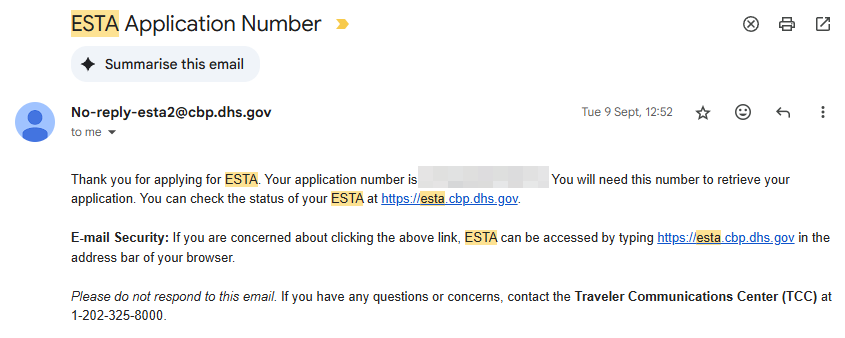 ESTA Application Number
Summarise this email
No-reply-esta2@cbp.dhs.gov
Tue 9 Sept, 12:52
to me
Thank you for applying for ESTA. Your application number is You will need this number to retrieve your
application. You can check the status of your ESTA at https://esta.cbp.dhs.gov.
E-mail Security: If you are concerned about clicking the above link, ESTA can be accessed by typing https://esta.cbp.dhs.gov in the
address bar of your browser.
Please do not respond to this email. If you have any questions or concerns, contact the Traveler Communications Center (TCC) at
1-202-325-8000.